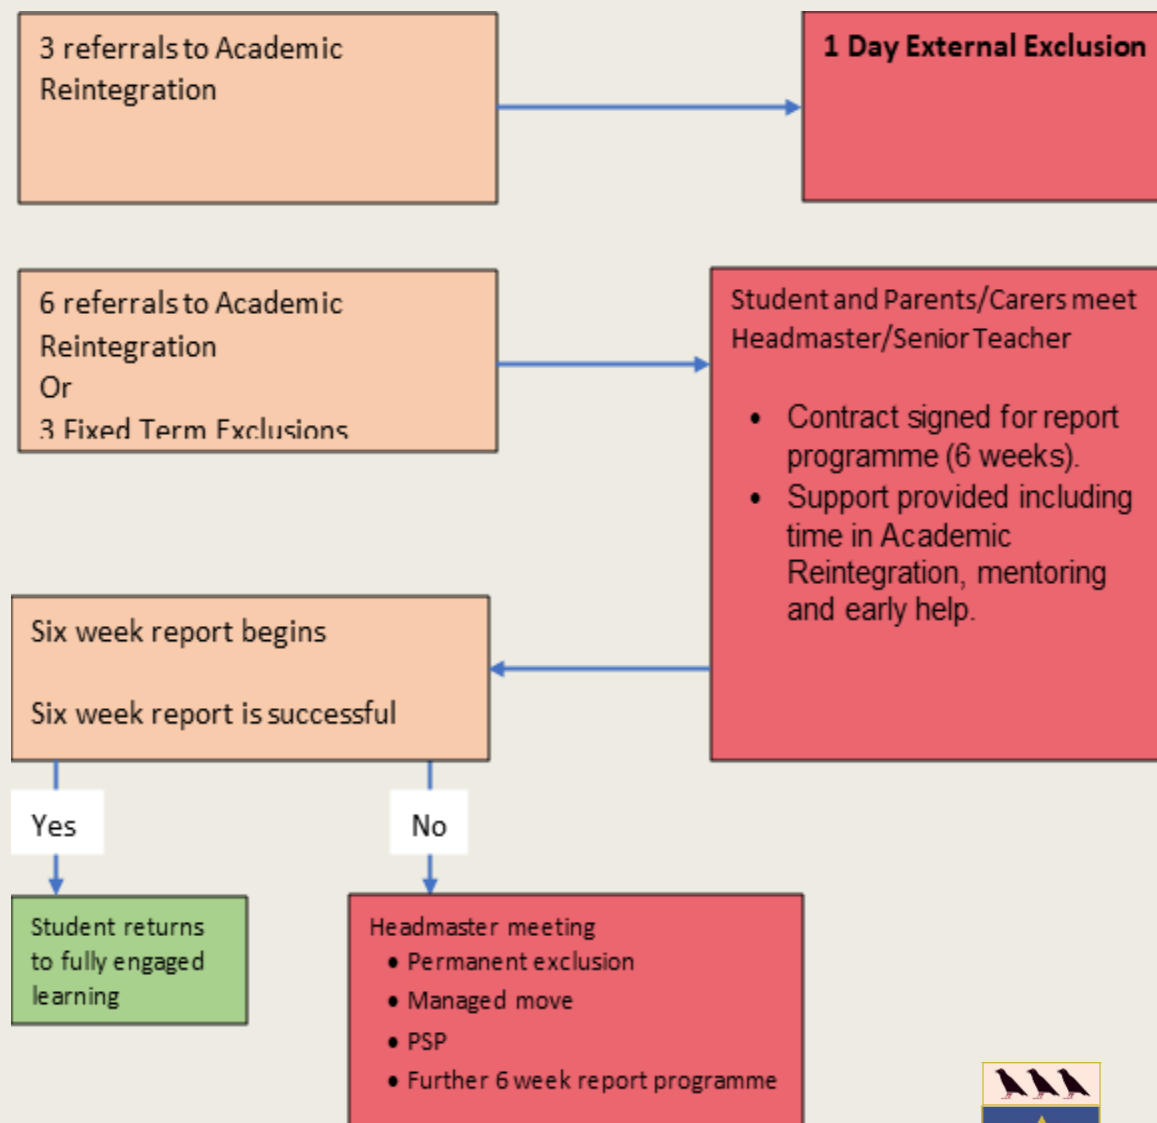 3 referrals to Academic
Reintegration
1 Day External Exclusion
6 referrals to Academic
Reintegration
Or
3 Fixed Term Exclusions
Student and Parents/Carers meet
Headmaster/Senior Teacher
• Contract signed for report
programme (6 weeks).
• Support provided including
time in Academic
Reintegration, mentoring
and early help.
Six week report begins
Six week report is successful
Yes
No
Student returns
to fully engaged
learning
Headmaster meeting
• Permanent exclusion
• Managed move
• PSP
• Further 6 week report programme